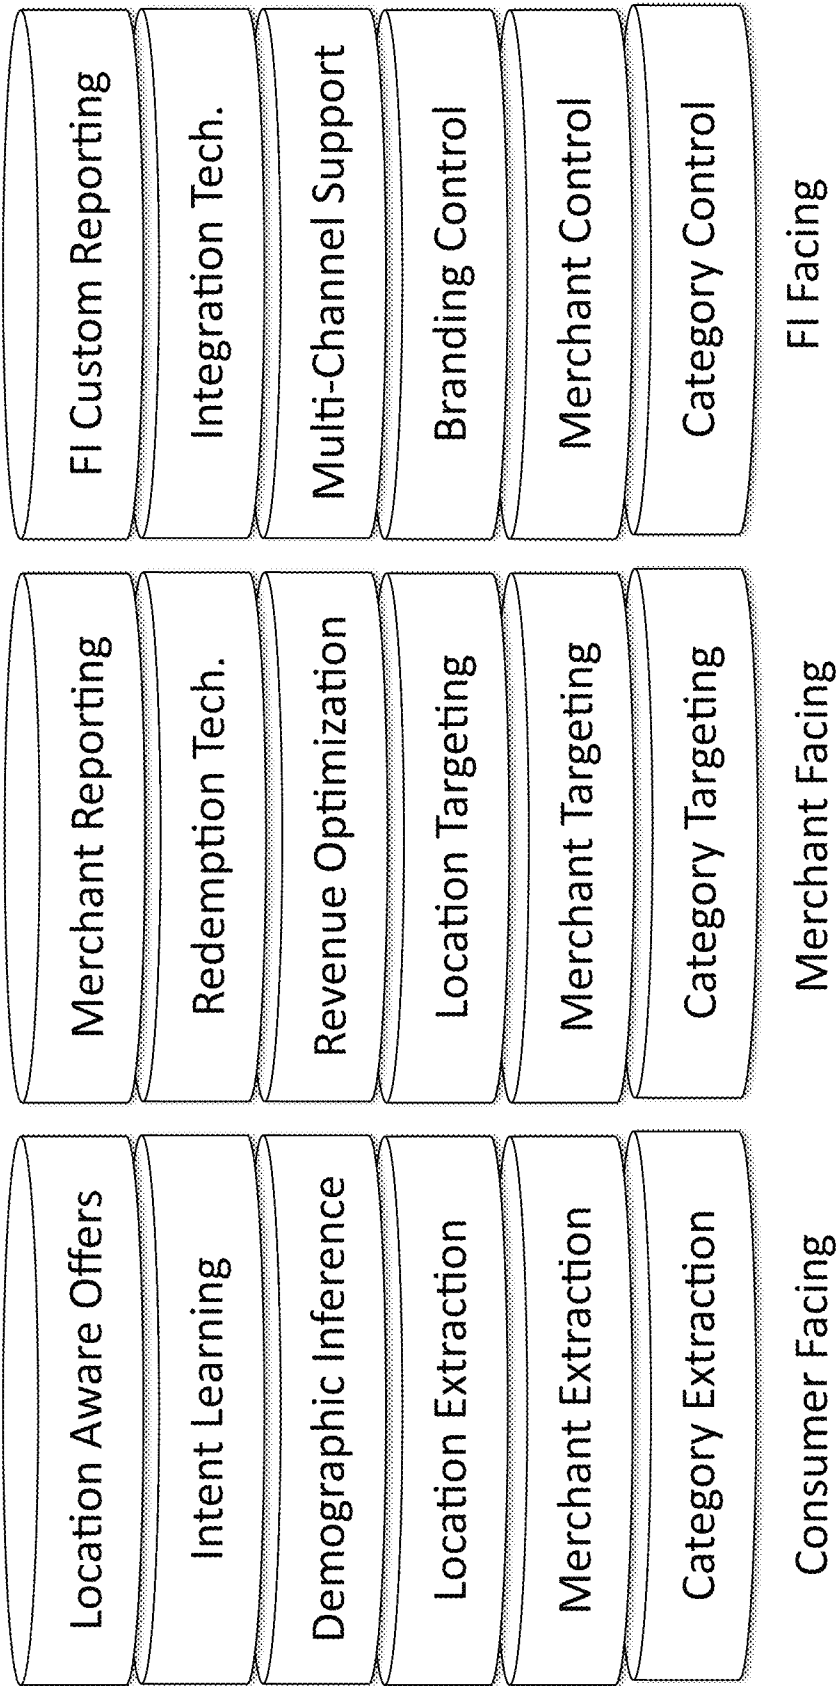 Location Aware Offers
Intent Learning
Demographic Inference
Location Extraction
Merchant Extraction
Category Extraction
Consumer Facing
Merchant Reporting
Redemption Tech.
Revenue Optimization
Location Targeting
Merchant Targeting
Category Targeting
Merchant Facing
FI Custom Reporting
Integration Tech.
Multi-Channel Support
Branding Control
Merchant Control
Category Control
FI Facing